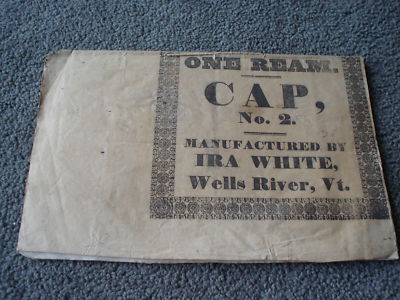 ONE REAM.
CAP,
No. 2.
MANUFACTURED BY
IRA WHITE,
Wells River, Vt.